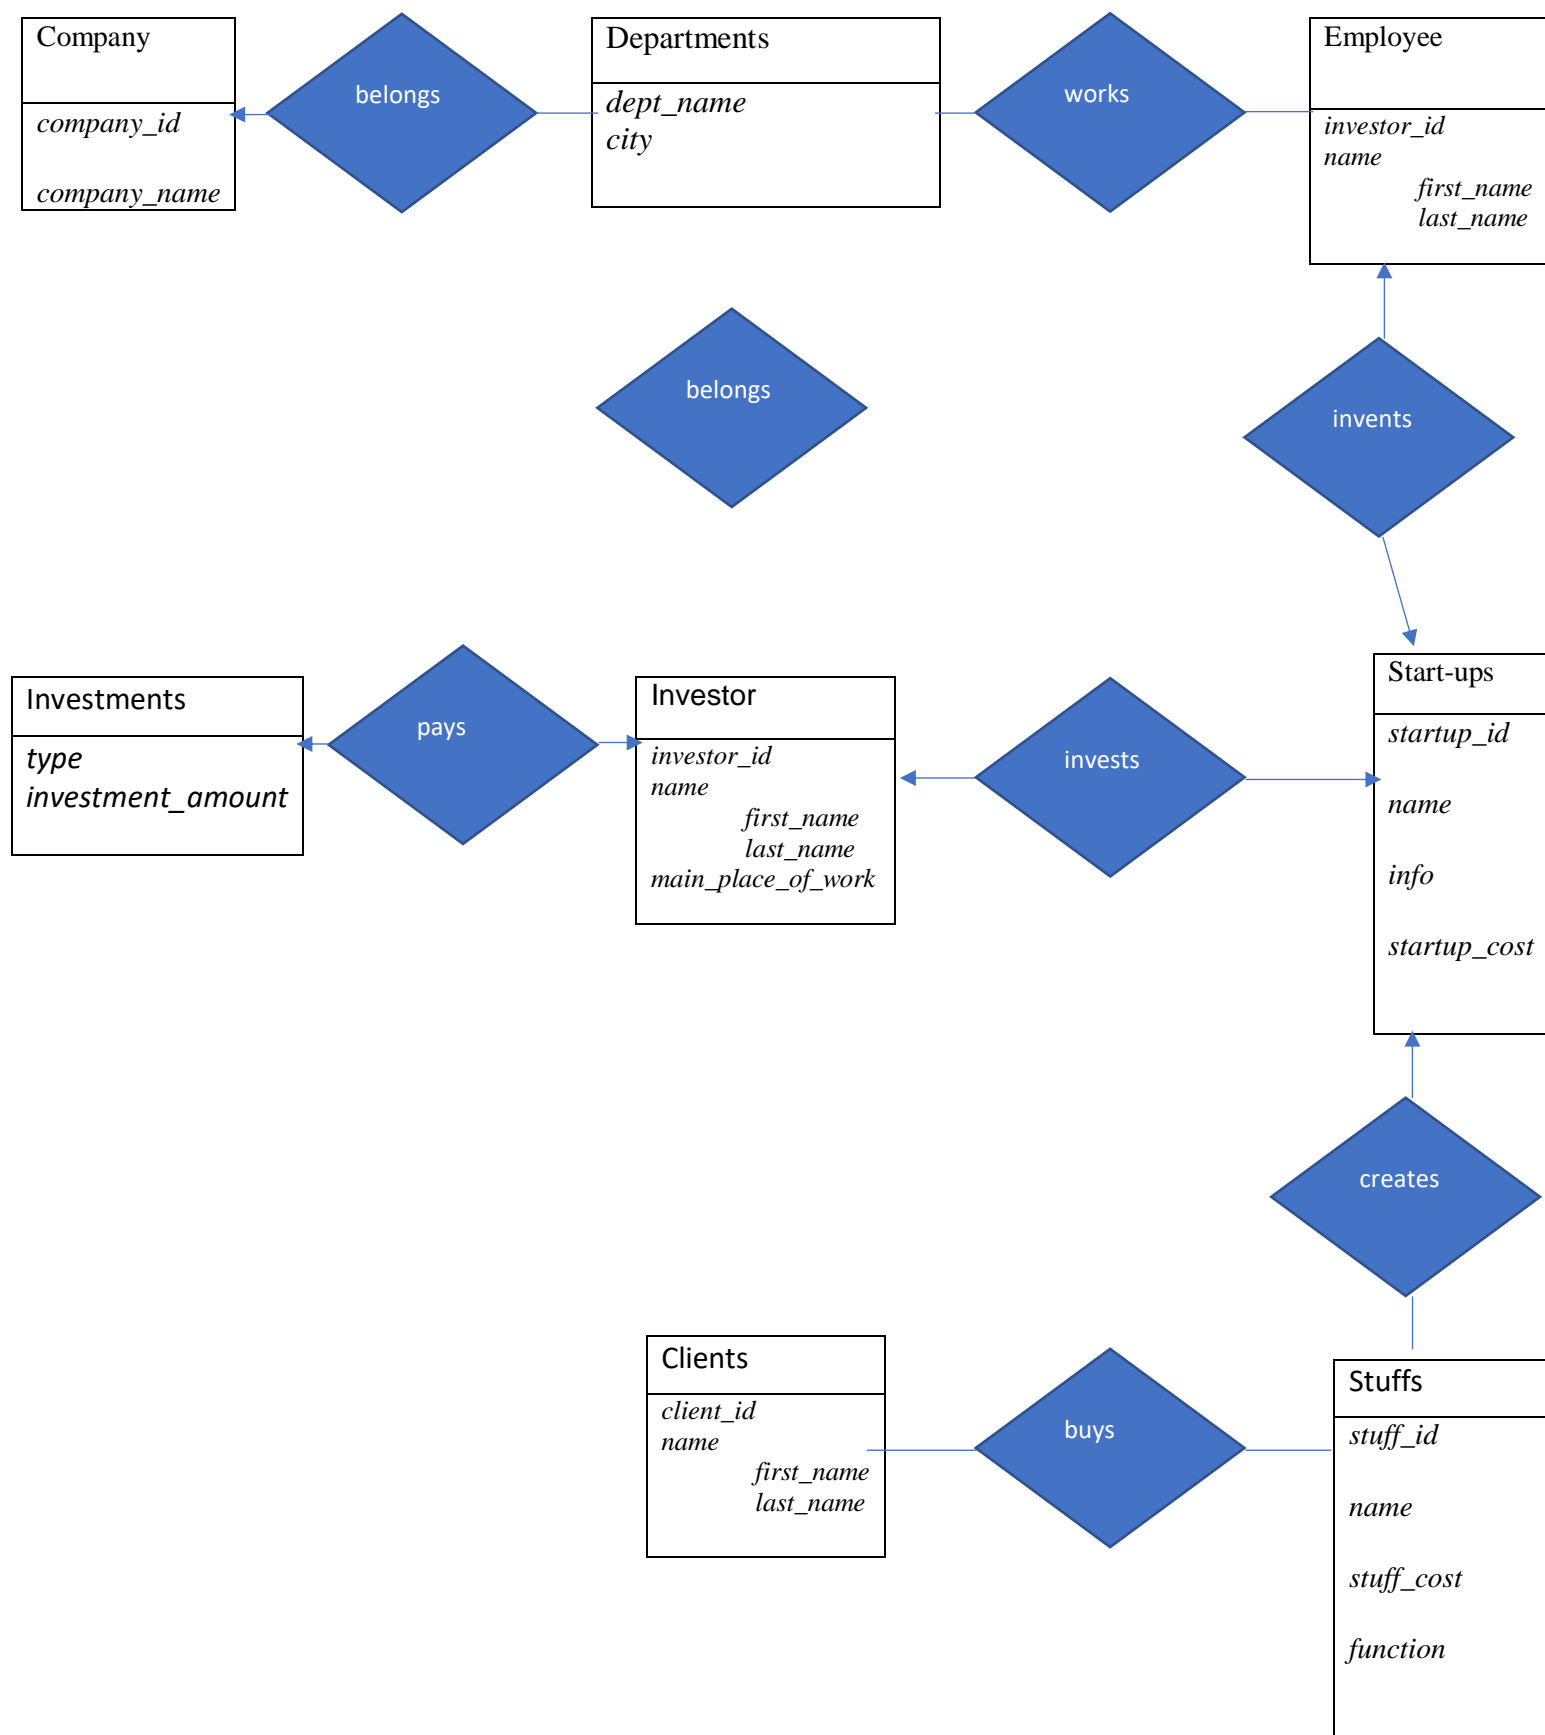 Company
company_id
company_name
belongs
Departments
dept_name
city
works
Employee
investor_id
name
first_name
last_name
belongs
invents
Investments
type
investment_amount
pays
Investor
investor_id
name
first_name
last_name
main_place_of_work
invests
Start-ups
startup_id
name
info
startup_cost
creates
Clients
client_id
name
first_name
last_name
buys
Stuffs
stuff_id
name
stuff_cost
function